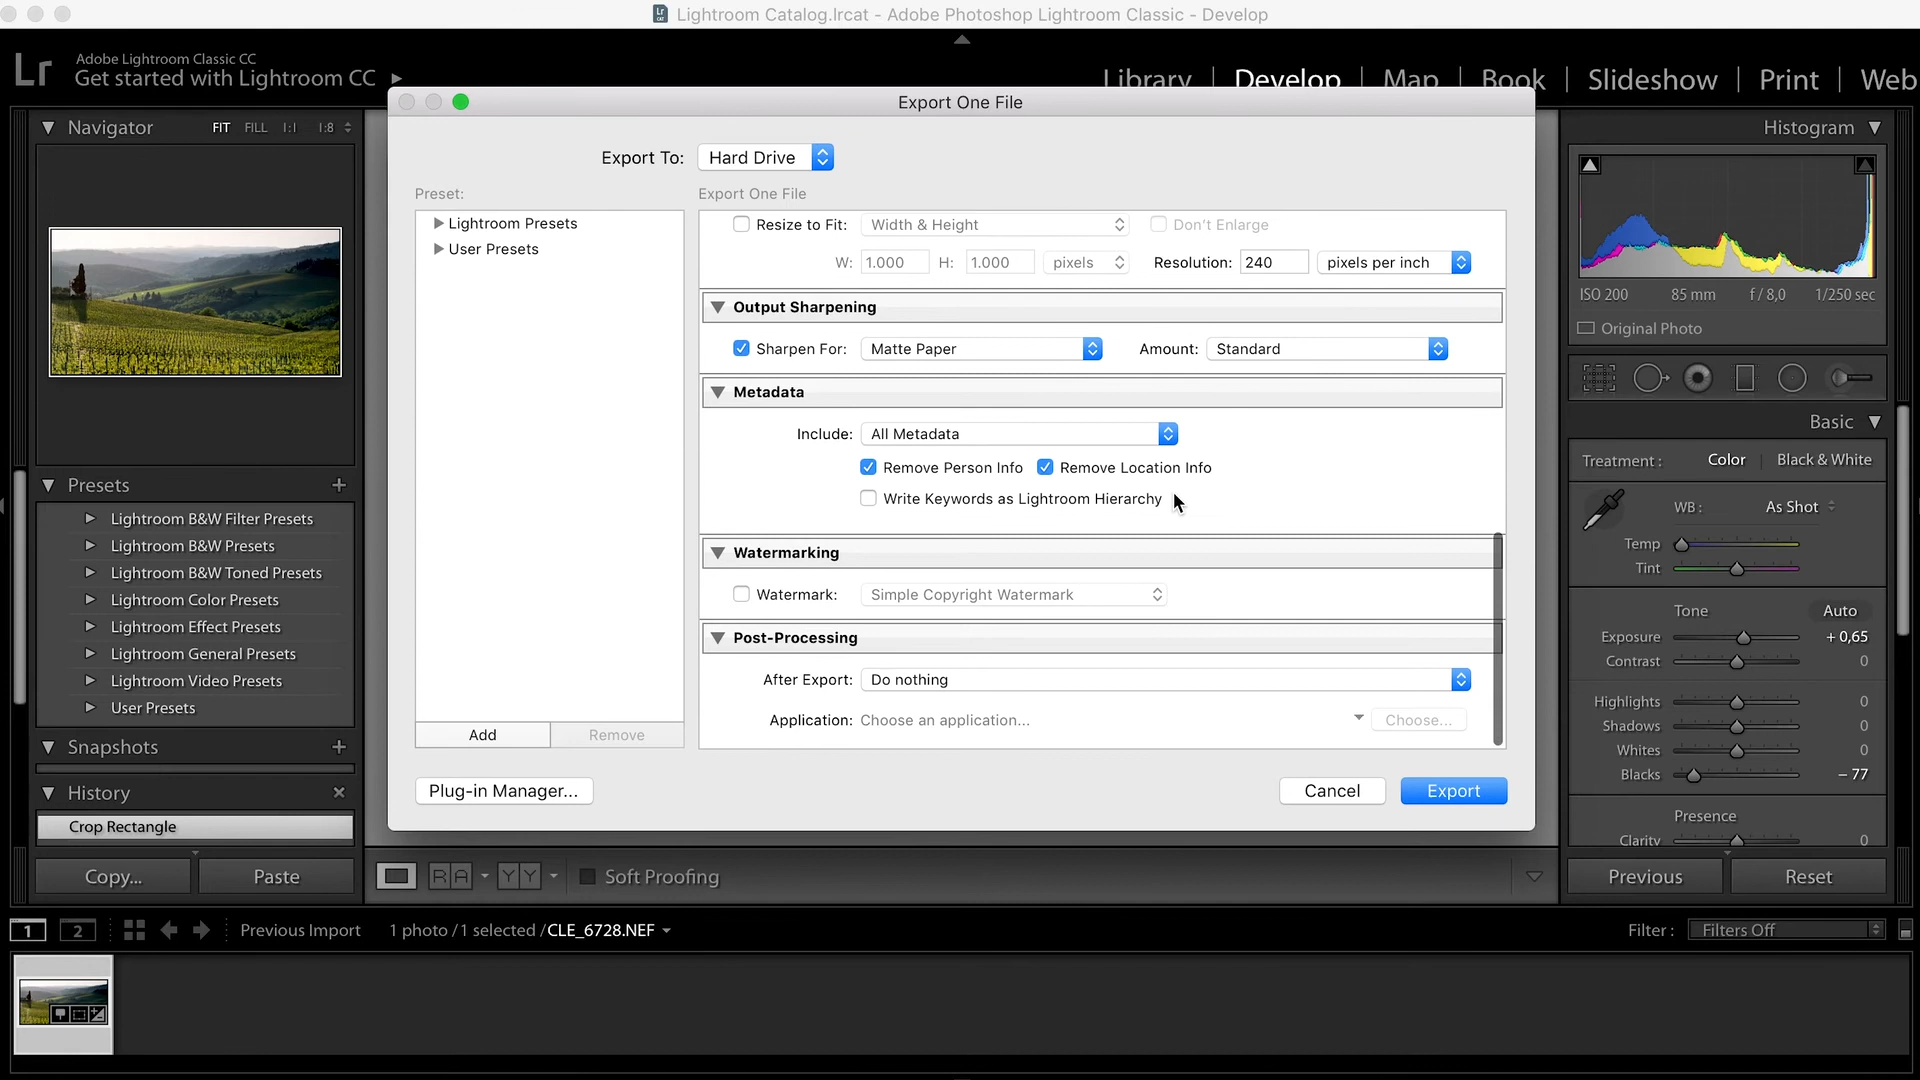 Lightroom Catalog.lrcat - Adobe Photoshop Lightroom Classic - Develop
Lr
Adobe Lightroom Classic CC
Get started with Lightroom CC
Library | Develop | Map | Book | Slideshow | Print | Web
Navigator FIT FILL 1:1 1:8
Presets +
Lightroom B&W Filter Presets
Lightroom B&W Presets
Lightroom B&W Toned Presets
Lightroom Color Presets
Lightroom Effect Presets
Lightroom General Presets
Lightroom Video Presets
User Presets
Snapshots +
History ×
Crop Rectangle
Copy... Paste
Export One File
Export To: Hard Drive
Preset: Export One File
Lightroom Presets
User Presets
Add Remove
Resize to Fit: Width & Height Don't Enlarge
W: 1.000 H: 1.000 pixels Resolution: 240 pixels per inch
Output Sharpening
Sharpen For: Matte Paper Amount: Standard
Metadata
Include: All Metadata
Remove Person Info Remove Location Info
Write Keywords as Lightroom Hierarchy
Watermarking
Watermark: Simple Copyright Watermark
Post-Processing
After Export: Do nothing
Application: Choose an application... Choose...
Plug-in Manager... Cancel Export
R A Y Y Soft Proofing
Histogram
ISO 200 85 mm f / 8,0 1/250 sec
Original Photo
Basic
Treatment : Color | Black & White
WB : As Shot
Temp
Tint
Tone Auto
Exposure + 0,65
Contrast 0
Highlights 0
Shadows 0
Whites 0
Blacks – 77
Presence
Clarity 0
Previous Reset
1 2 Previous Import 1 photo / 1 selected / CLE_6728.NEF Filter : Filters Off